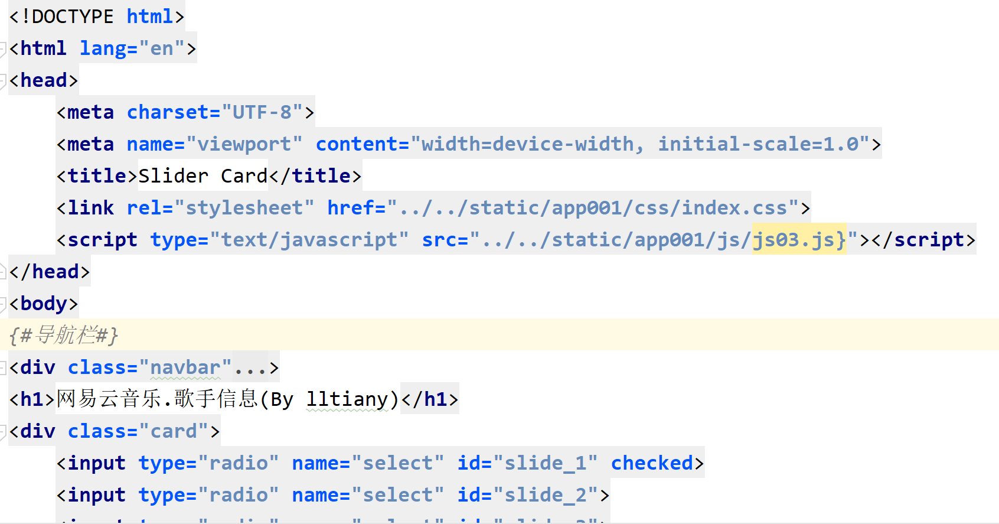 <!DOCTYPE html>
<html lang="en">
<head>
    <meta charset="UTF-8">
    <meta name="viewport" content="width=device-width, initial-scale=1.0">
    <title>Slider Card</title>
    <link rel="stylesheet" href="../../static/app001/css/index.css">
    <script type="text/javascript" src="../../static/app001/js/js03.js}"></script>
</head>
<body>
{#导航栏#}
<div class="navbar"...>
<h1>网易云音乐.歌手信息(By lltiany)</h1>
<div class="card">
    <input type="radio" name="select" id="slide_1" checked>
    <input type="radio" name="select" id="slide_2">